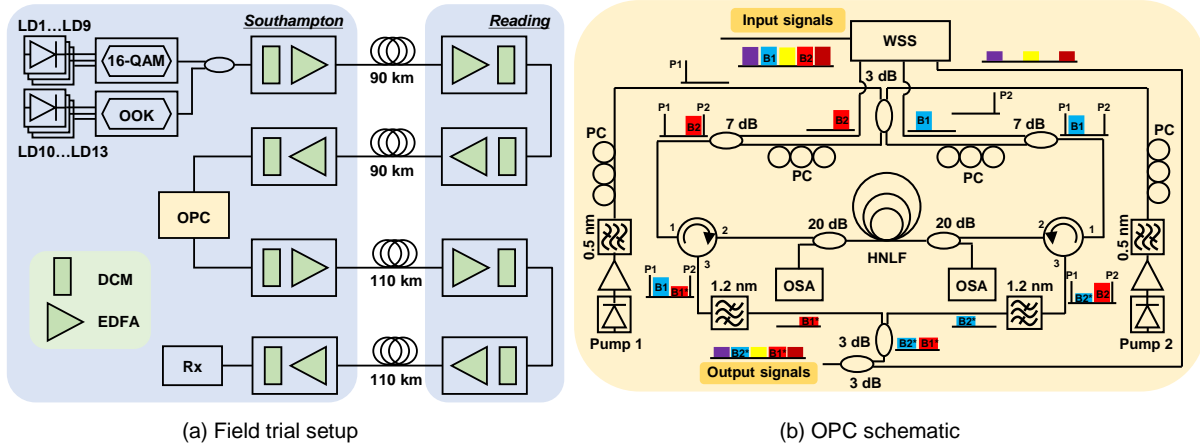 Southampton
Reading
LD1...LD9
16-QAM
OOK
LD10...LD13
90 km
90 km
OPC
110 km
DCM
EDFA
Rx
110 km
(a) Field trial setup
Input signals
WSS
B1
B2
P1
3 dB
P2
P1
B2
P2
7 dB
B2
B1
7 dB
P1
B1
P2
PC
PC
PC
PC
0.5 nm
1
2
3
20 dB
HNLF
20 dB
2
1
3
0.5 nm
P1
B1
B1*
P2
1.2 nm
OSA
OSA
1.2 nm
P1
B2*
B2
P2
B1*
B2*
Pump 1
Pump 2
3 dB
B2*
B1*
B2*
B1*
Output signals
3 dB
(b) OPC schematic